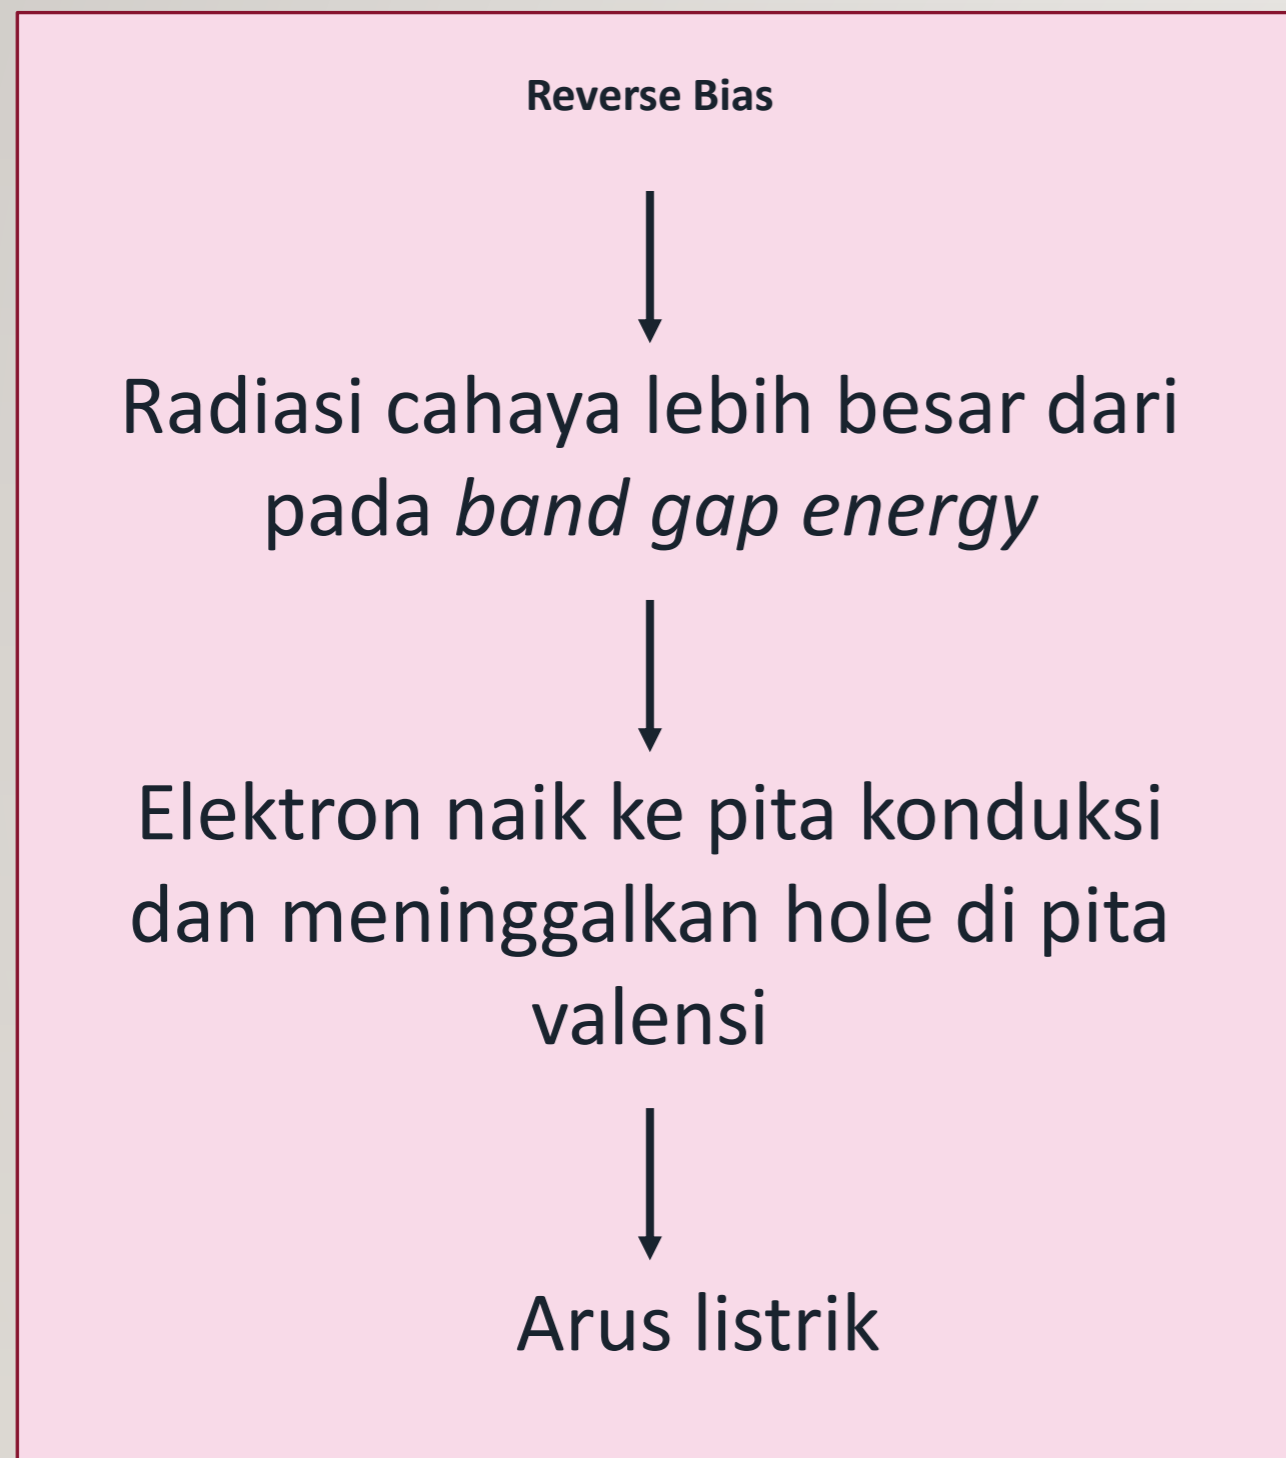 Reverse Bias
Radiasi cahaya lebih besar dari
pada band gap energy
Elektron naik ke pita konduksi
dan meninggalkan hole di pita
valensi
Arus listrik